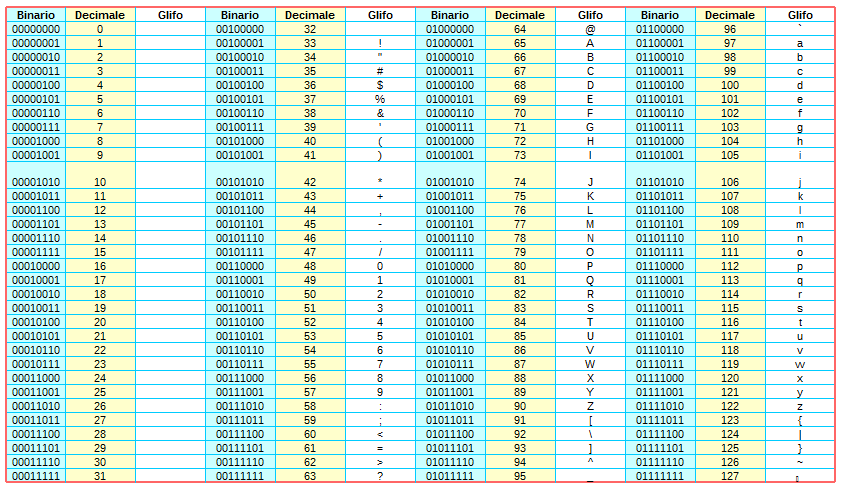 Binario Decimale Glifo Binario Decimale Glifo Binario Decimale Glifo Binario Decimale Glifo
00000000 0 00100000 32 01000000 64 @ 01100000 96 `
00000001 1 00100001 33 ! 01000001 65 A 01100001 97 a
00000010 2 00100010 34 " 01000010 66 B 01100010 98 b
00000011 3 00100011 35 # 01000011 67 C 01100011 99 c
00000100 4 00100100 36 $ 01000100 68 D 01100100 100 d
00000101 5 00100101 37 % 01000101 69 E 01100101 101 e
00000110 6 00100110 38 & 01000110 70 F 01100110 102 f
00000111 7 00100111 39 ' 01000111 71 G 01100111 103 g
00001000 8 00101000 40 ( 01001000 72 H 01101000 104 h
00001001 9 00101001 41 ) 01001001 73 I 01101001 105 i
00001010 10 00101010 42 * 01001010 74 J 01101010 106 j
00001011 11 00101011 43 + 01001011 75 K 01101011 107 k
00001100 12 00101100 44 , 01001100 76 L 01101100 108 l
00001101 13 00101101 45 - 01001101 77 M 01101101 109 m
00001110 14 00101110 46 . 01001110 78 N 01101110 110 n
00001111 15 00101111 47 / 01001111 79 O 01101111 111 o
00010000 16 00110000 48 0 01010000 80 P 01110000 112 p
00010001 17 00110001 49 1 01010001 81 Q 01110001 113 q
00010010 18 00110010 50 2 01010010 82 R 01110010 114 r
00010011 19 00110011 51 3 01010011 83 S 01110011 115 s
00010100 20 00110100 52 4 01010100 84 T 01110100 116 t
00010101 21 00110101 53 5 01010101 85 U 01110101 117 u
00010110 22 00110110 54 6 01010110 86 V 01110110 118 v
00010111 23 00110111 55 7 01010111 87 W 01110111 119 w
00011000 24 00111000 56 8 01011000 88 X 01111000 120 x
00011001 25 00111001 57 9 01011001 89 Y 01111001 121 y
00011010 26 00111010 58 : 01011010 90 Z 01111010 122 z
00011011 27 00111011 59 ; 01011011 91 [ 01111011 123 {
00011100 28 00111100 60 < 01011100 92 \ 01111100 124 |
00011101 29 00111101 61 = 01011101 93 ] 01111101 125 }
00011110 30 00111110 62 > 01011110 94 ^ 01111110 126 ~
00011111 31 00111111 63 ? 01011111 95 _ 01111111 127